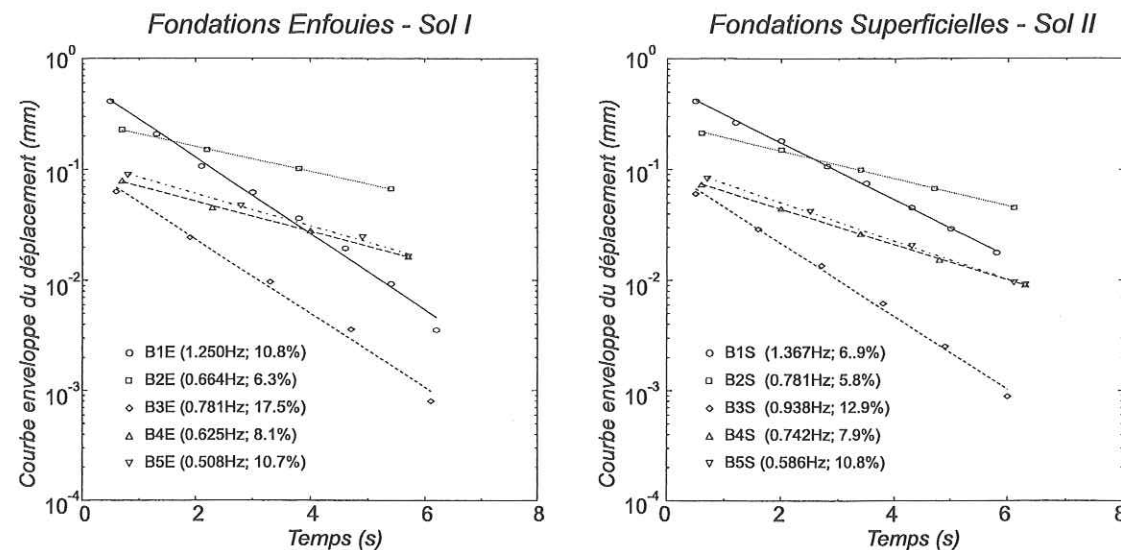 Fondations Enfouies - Sol I
Courbe enveloppe du déplacement (mm)
10^0
10^-1
10^-2
10^-3
10^-4
B1E (1.250Hz; 10.8%)
B2E (0.664Hz; 6.3%)
B3E (0.781Hz; 17.5%)
B4E (0.625Hz; 8.1%)
B5E (0.508Hz; 10.7%)
0 2 4 6 8
Temps (s)
Fondations Superficielles - Sol II
Courbe enveloppe du déplacement (mm)
10^0
10^-1
10^-2
10^-3
10^-4
B1S (1.367Hz; 6.9%)
B2S (0.781Hz; 5.8%)
B3S (0.938Hz; 12.9%)
B4S (0.742Hz; 7.9%)
B5S (0.586Hz; 10.8%)
0 2 4 6 8
Temps (s)